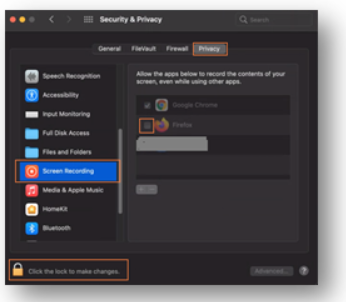 Security & Privacy
Search
General FileVault Firewall Privacy
Speech Recognition
Accessibility
Input Monitoring
Full Disk Access
Files and Folders
Screen Recording
Media & Apple Music
HomeKit
Bluetooth
Allow the apps below to record the contents of your
screen, even while using other apps.
Google Chrome
Firefox
Click the lock to make changes.
Advanced...
?